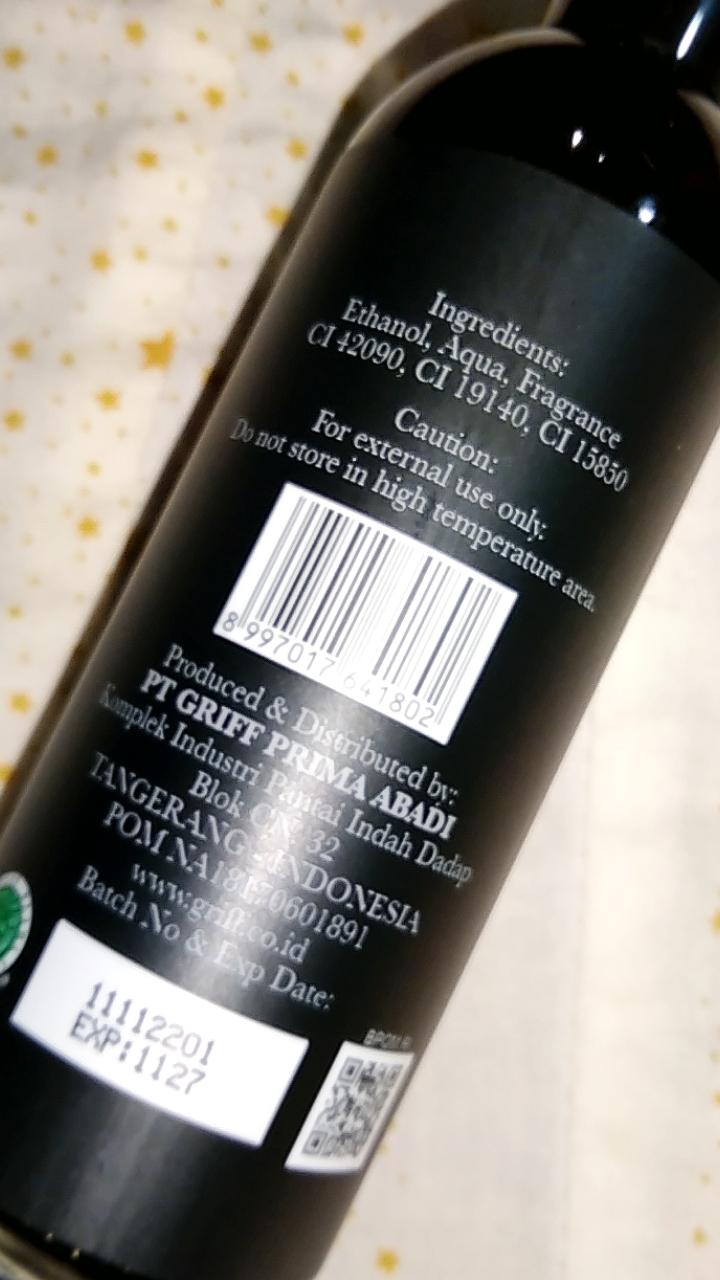 Ingredients:
Ethanol, Aqua, Fragrance
CI 42090, CI 19140, CI 15850
Caution:
For external use only.
Do not store in high temperature area.
8 997017 641802
Produced & Distributed by:
PT GRIFF PRIMA ABADI
Komplek Industri Pantai Indah Dadap
Blok CN 32
TANGERANG - INDONESIA
POM NA18170601891
www.griff.co.id
Batch No & Exp Date:
11112201
EXP:1127
BPOM RI